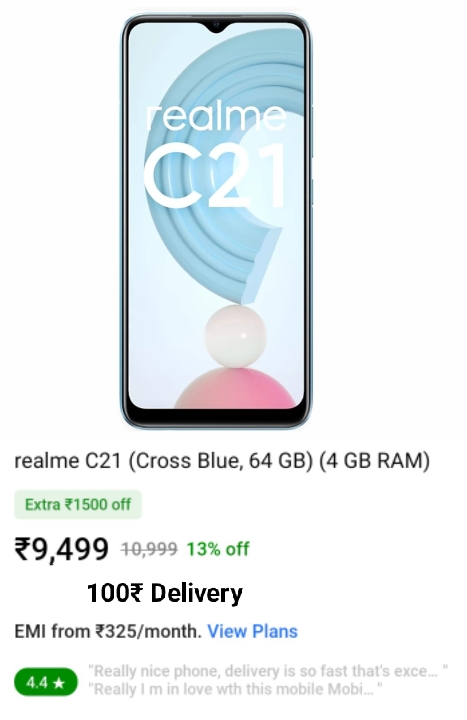 realme
C21
realme C21 (Cross Blue, 64 GB) (4 GB RAM)
Extra ₹1500 off
₹9,499 10,999 13% off
100₹ Delivery
EMI from ₹325/month. View Plans
4.4 ★
"Really nice phone, delivery is so fast that's exce... "
"Really I m in love wth this mobile Mobi... "